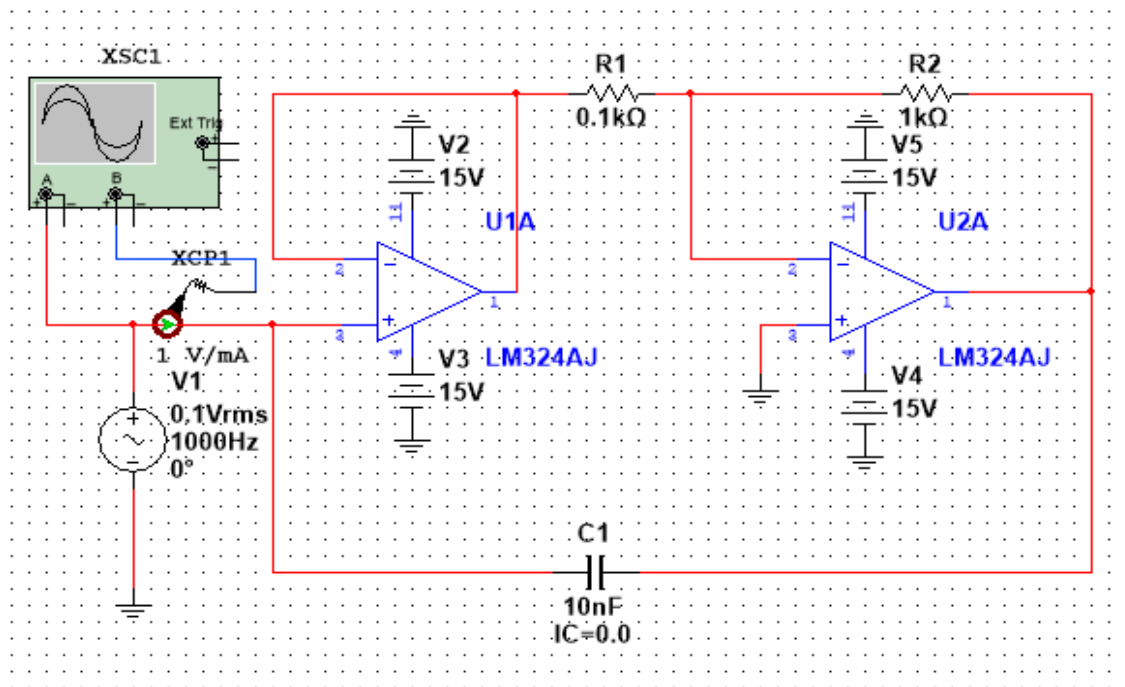 XSC1
Ext Trig
+
−
A
B
+
−
+
−
XCP1
1 V/mA
V1
0.1Vrms
1000Hz
0°
+
−
V2
15V
11
U1A
2
−
3
+
1
4
LM324AJ
V3
15V
R1
0.1kΩ
R2
1kΩ
V5
15V
11
U2A
2
−
3
+
1
4
LM324AJ
V4
15V
C1
10nF
IC=0.0